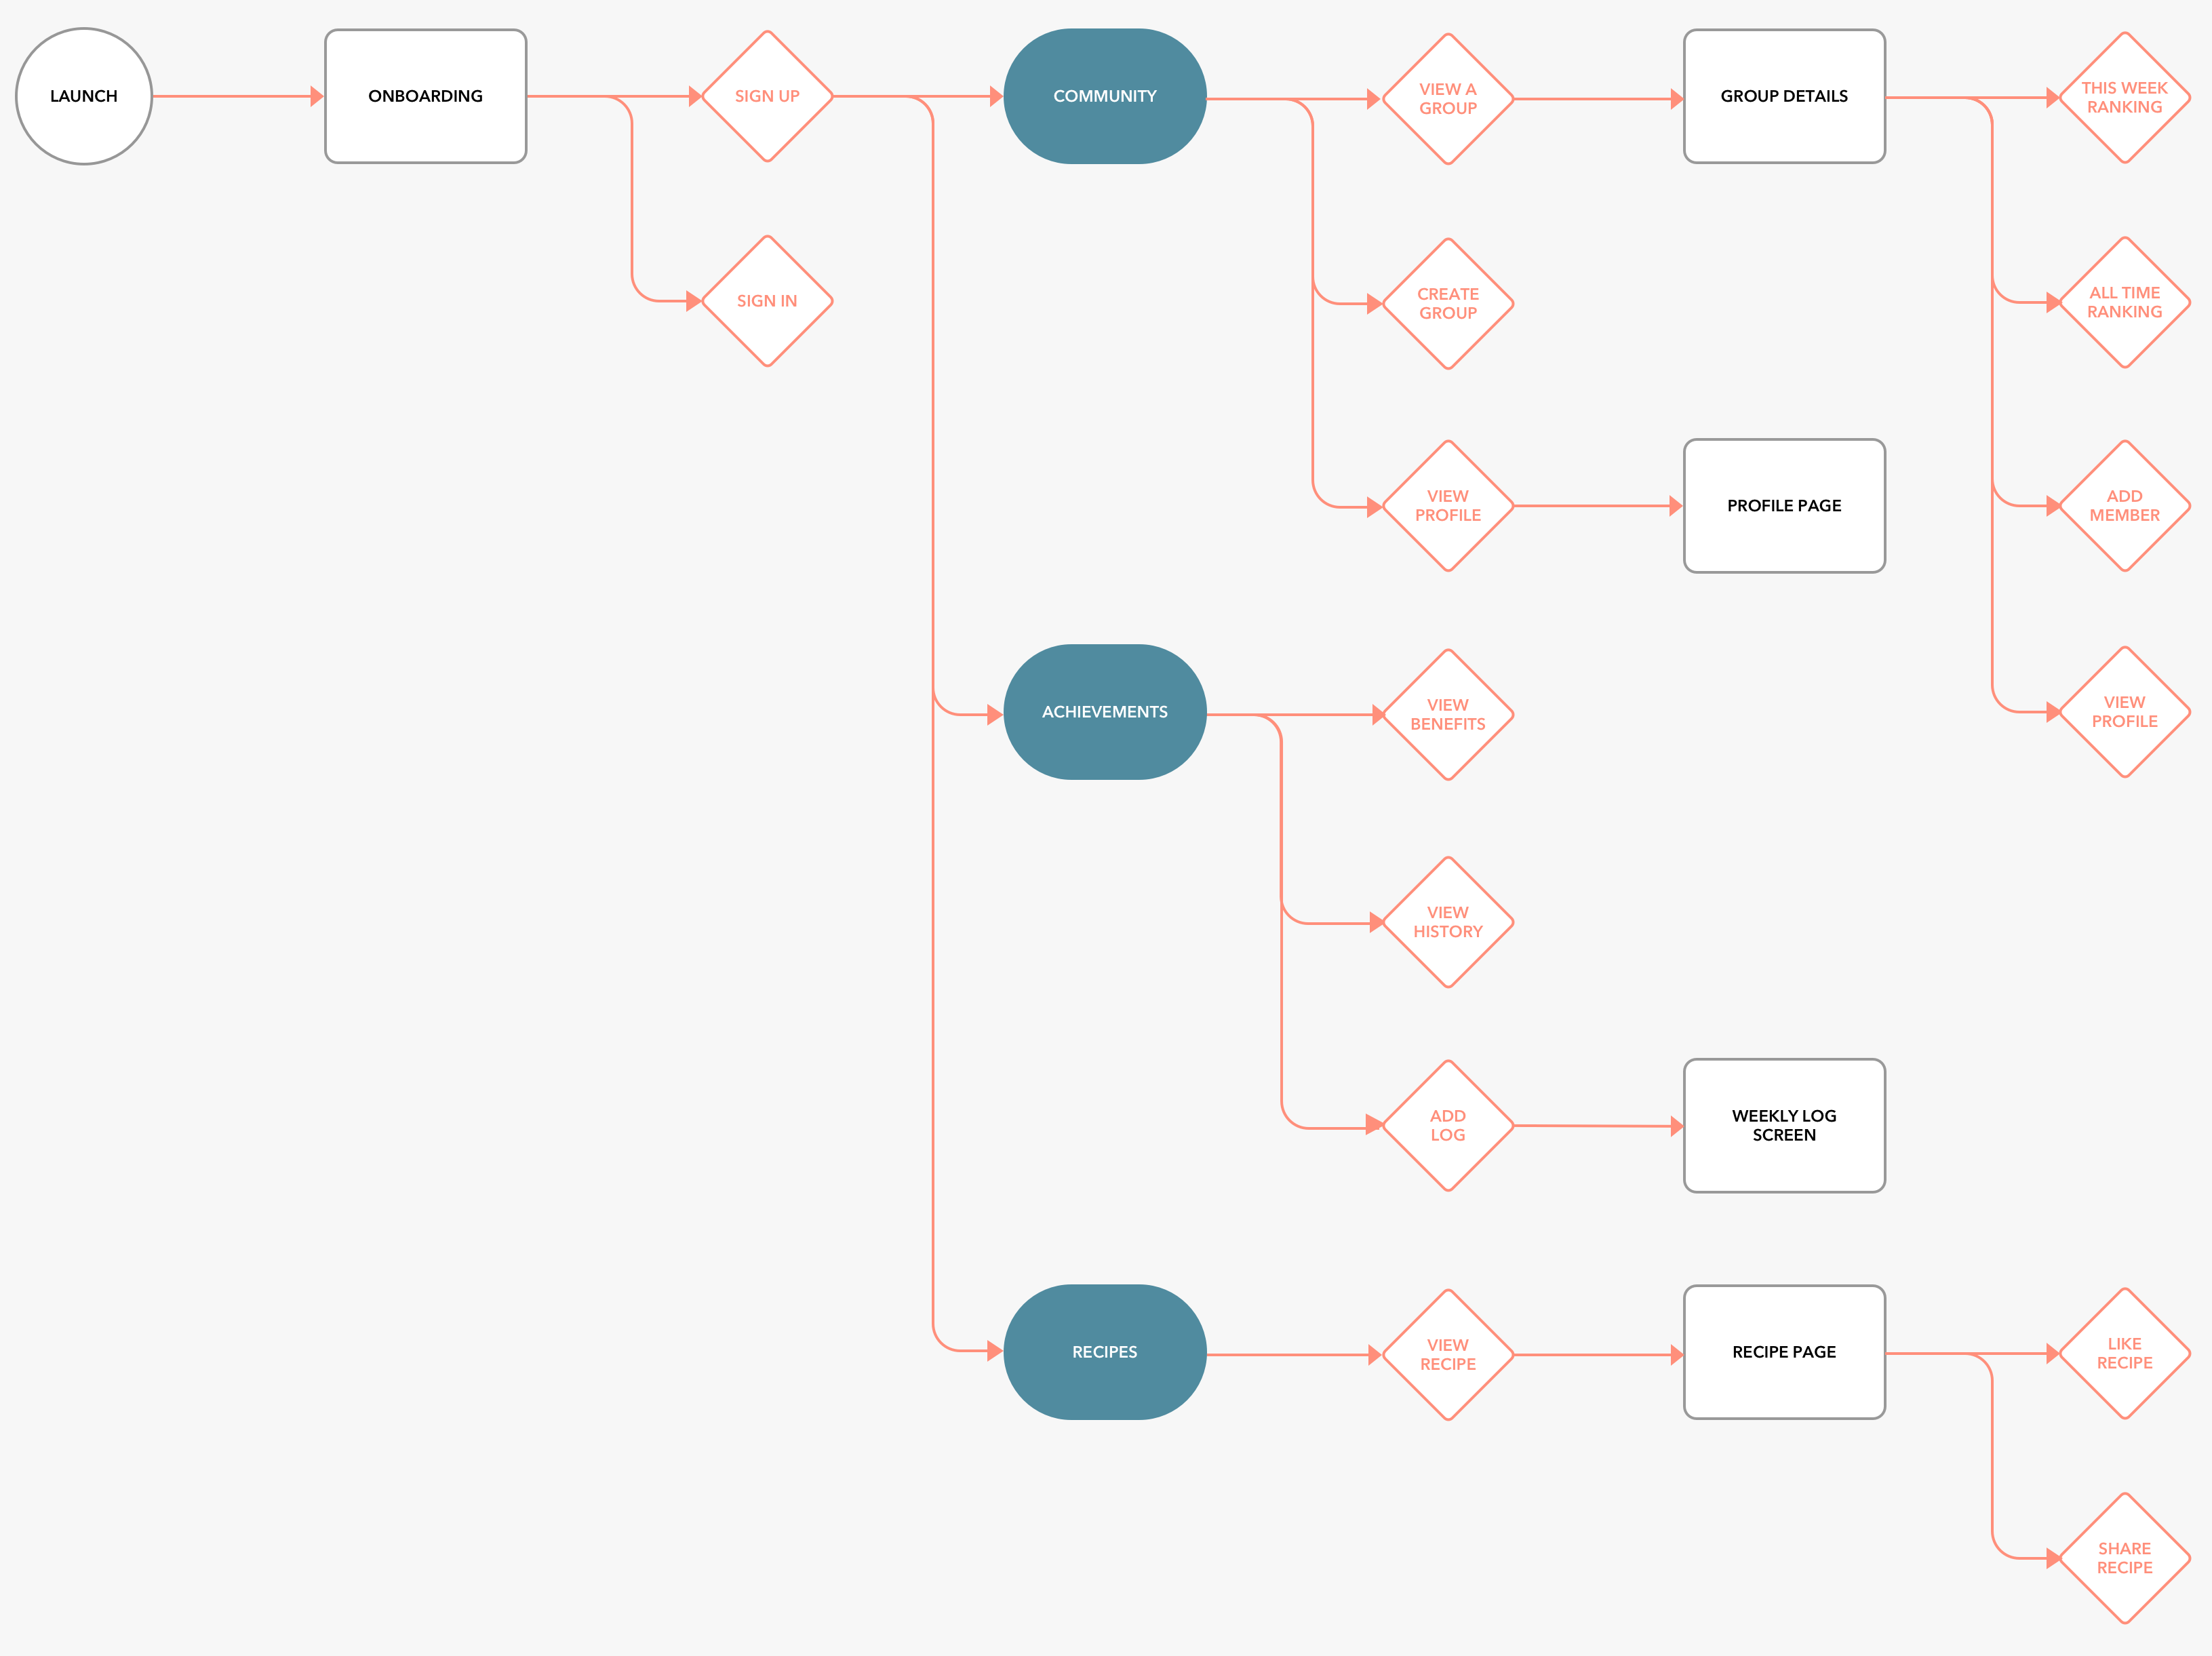 LAUNCH
ONBOARDING
SIGN UP
COMMUNITY
VIEW A
GROUP
GROUP DETAILS
THIS WEEK
RANKING
SIGN IN
CREATE
GROUP
ALL TIME
RANKING
VIEW
PROFILE
PROFILE PAGE
ADD
MEMBER
ACHIEVEMENTS
VIEW
BENEFITS
VIEW
PROFILE
VIEW
HISTORY
ADD
LOG
WEEKLY LOG
SCREEN
RECIPES
VIEW
RECIPE
RECIPE PAGE
LIKE
RECIPE
SHARE
RECIPE